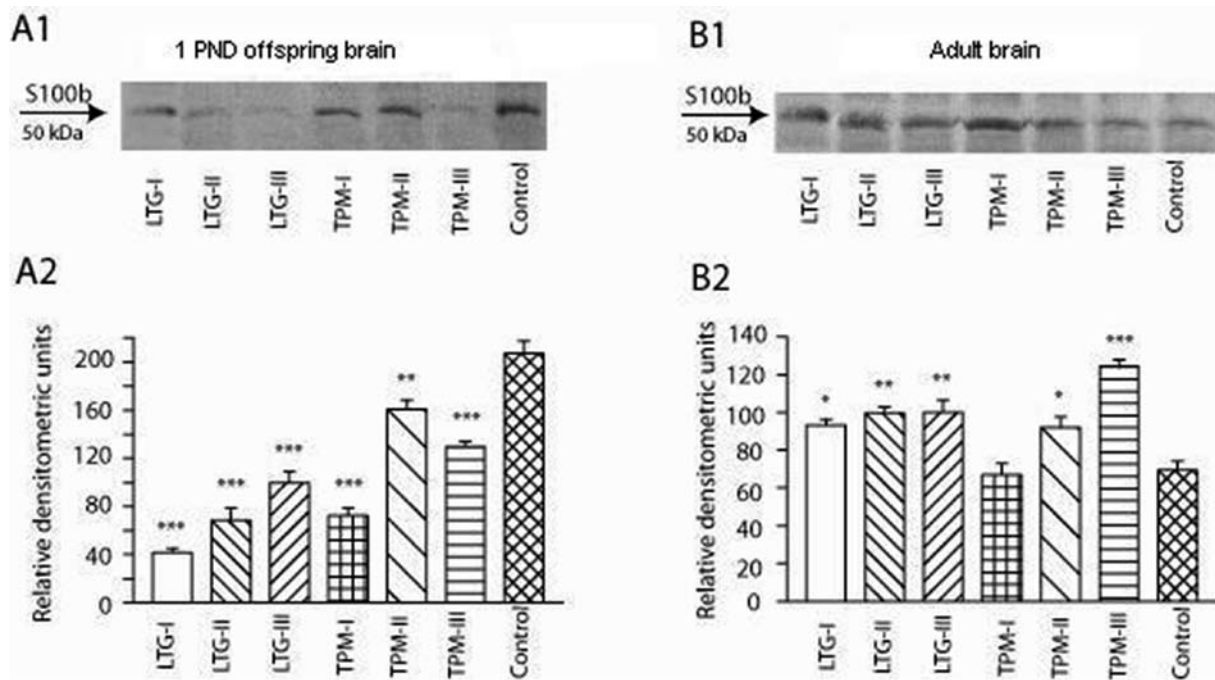 A1
1 PND offspring brain
S100b
50 kDa
LTG-I
LTG-II
LTG-III
TPM-I
TPM-II
TPM-III
Control
B1
Adult brain
S100b
50 kDa
LTG-I
LTG-II
LTG-III
TPM-I
TPM-II
TPM-III
Control
A2
Relative densitometric units
200
160
120
80
40
0
***
***
***
***
**
***
LTG-I
LTG-II
LTG-III
TPM-I
TPM-II
TPM-III
Control
B2
Relative densitometric units
140
120
100
80
60
40
20
0
*
**
**
*
***
LTG-I
LTG-II
LTG-III
TPM-I
TPM-II
TPM-III
Control